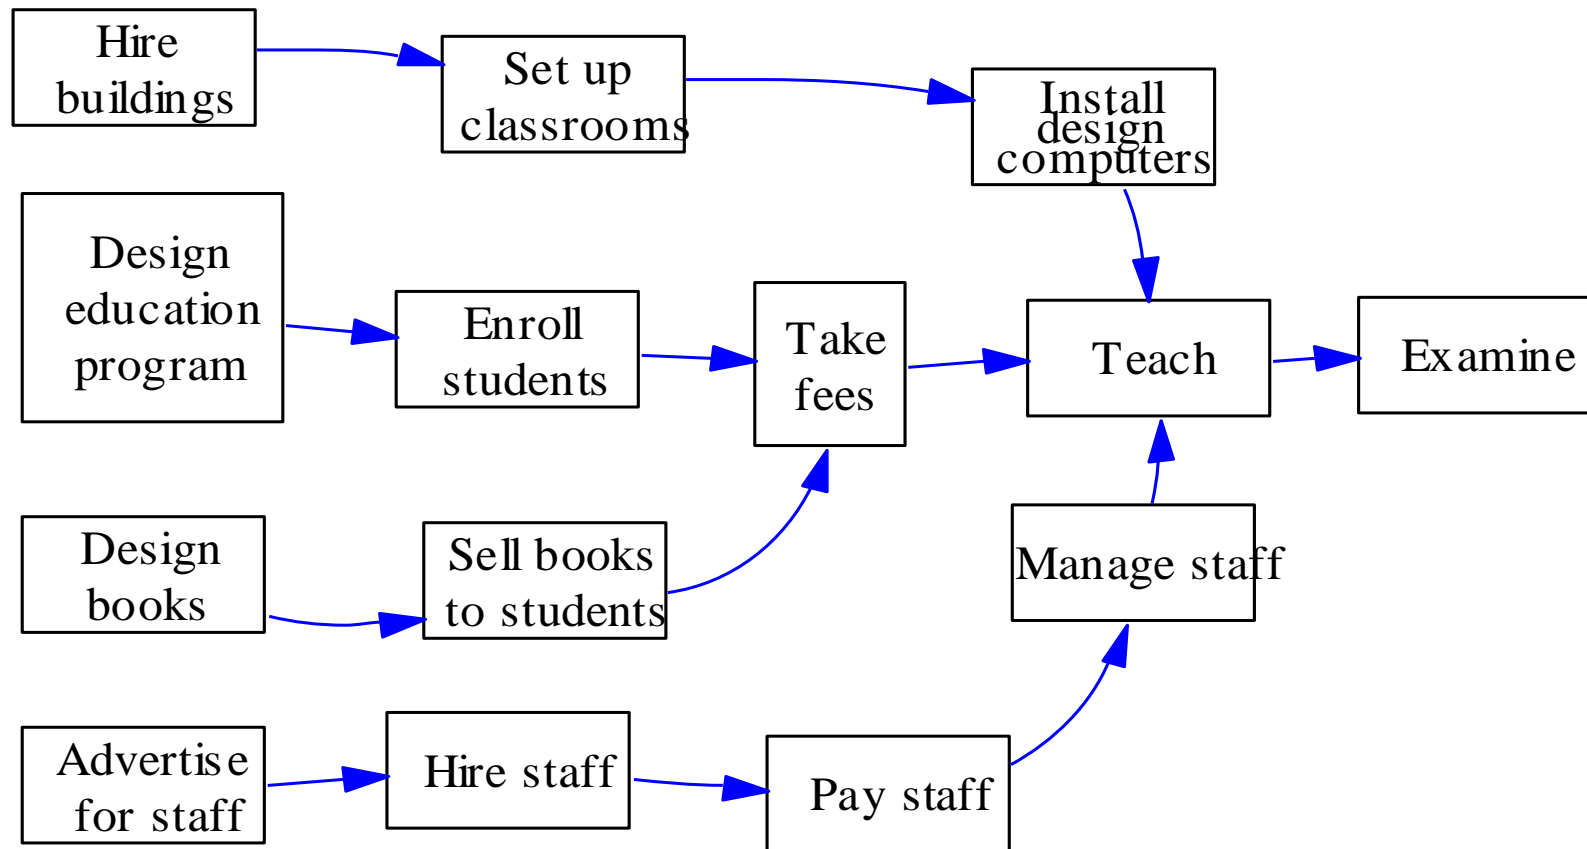 Hire
buildings
Set up
classrooms
Install
design
computers
Design
education
program
Enroll
students
Take
fees
Teach
Examine
Design
books
Sell books
to students
Manage staff
Advertise
for staff
Hire staff
Pay staff